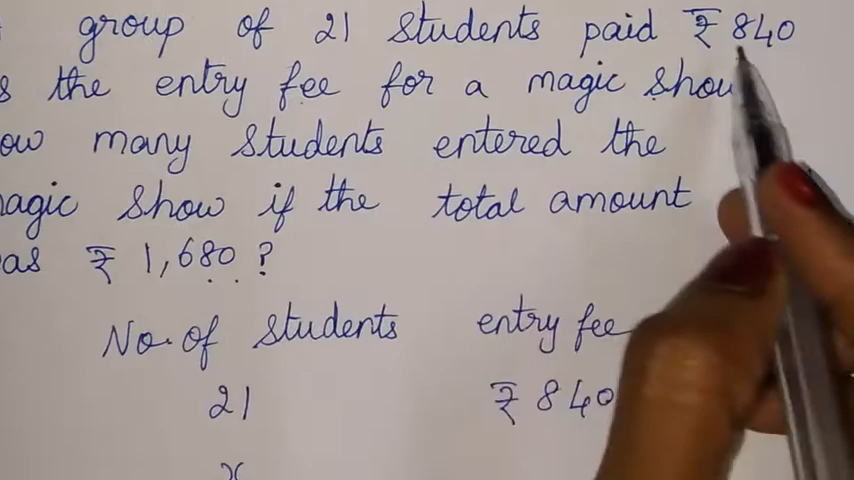 group of 21 students paid ₹ 840
the entry fee for a magic show
many students entered the
show if the total amount
₹ 1,680 ?
No. of students entry fee
21 ₹ 840
x